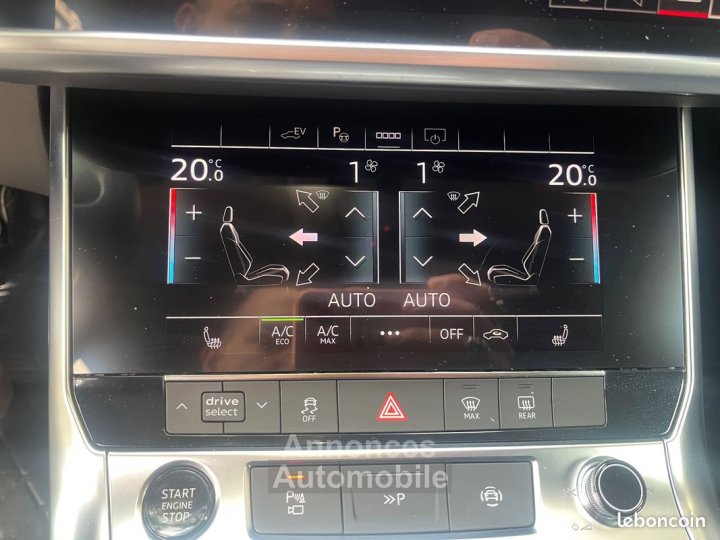 EV P
20.0 °C 1 1 20.0 °C
+ +
− −
AUTO AUTO
A/C ECO A/C MAX ••• OFF
drive select OFF MAX REAR
Annonces
Automobile
START ENGINE STOP P >>P
leboncoin